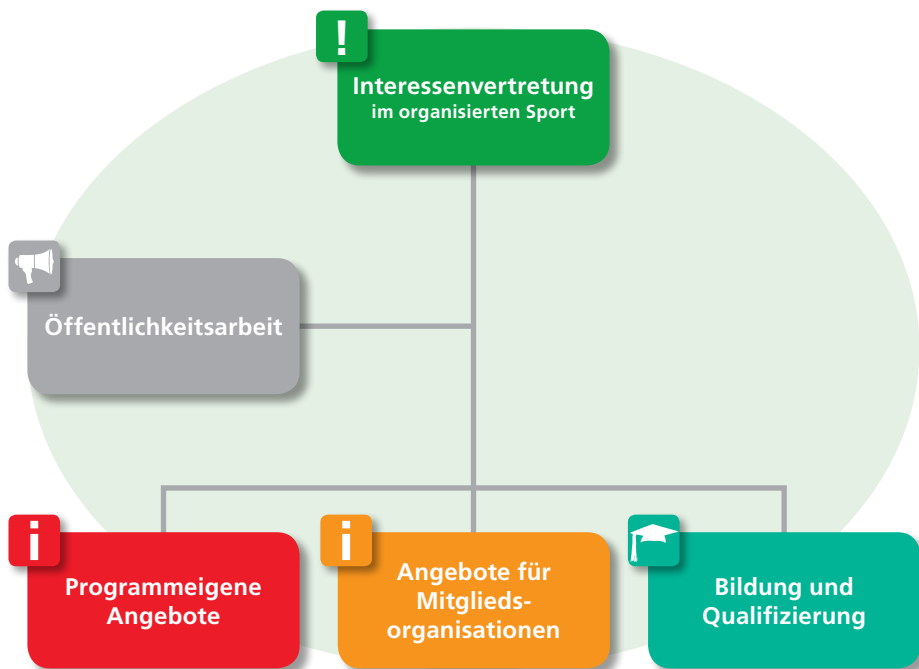 !
Interessenvertretung
im organisierten Sport
Öffentlichkeitsarbeit
i
Programmeigene
Angebote
i
Angebote für
Mitglieds-
organisationen
Bildung und
Qualifizierung